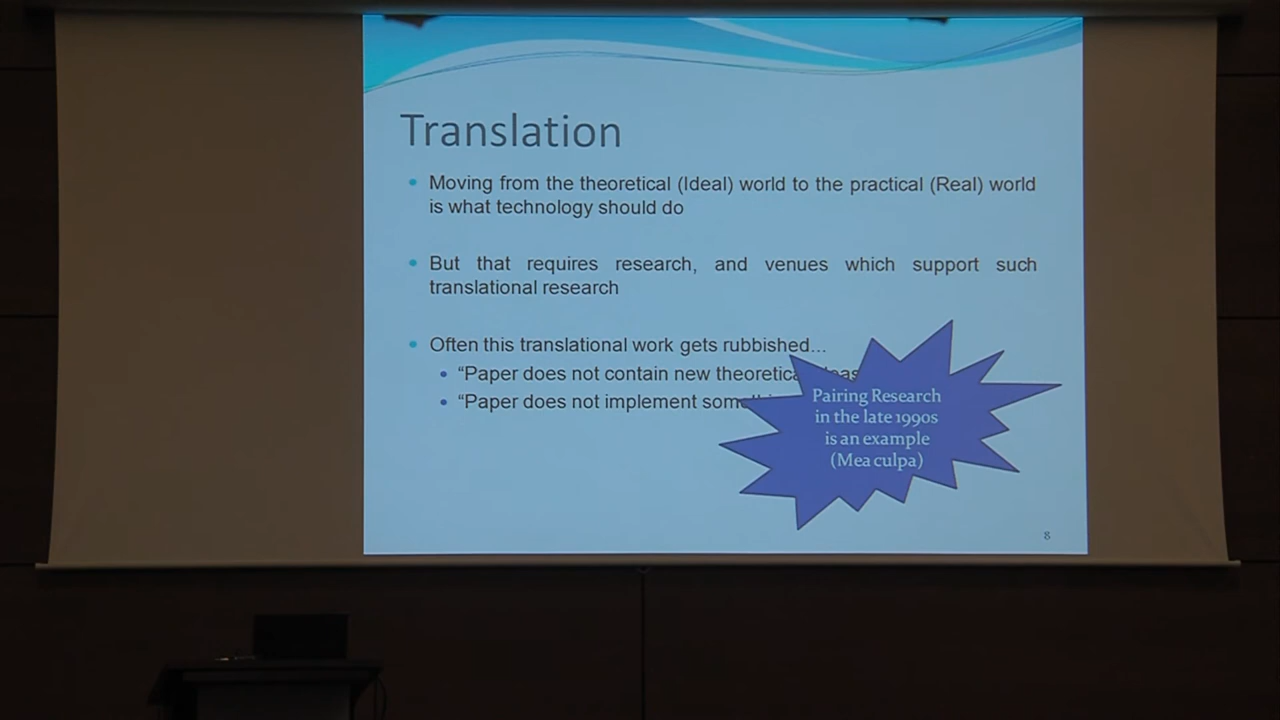 Translation
Moving from the theoretical (Ideal) world to the practical (Real) world
is what technology should do
But that requires research, and venues which support such
translational research
Often this translational work gets rubbished…
“Paper does not contain new theoretical
“Paper does not implement
Pairing Research
in the late 1990s
is an example
(Mea culpa)
8